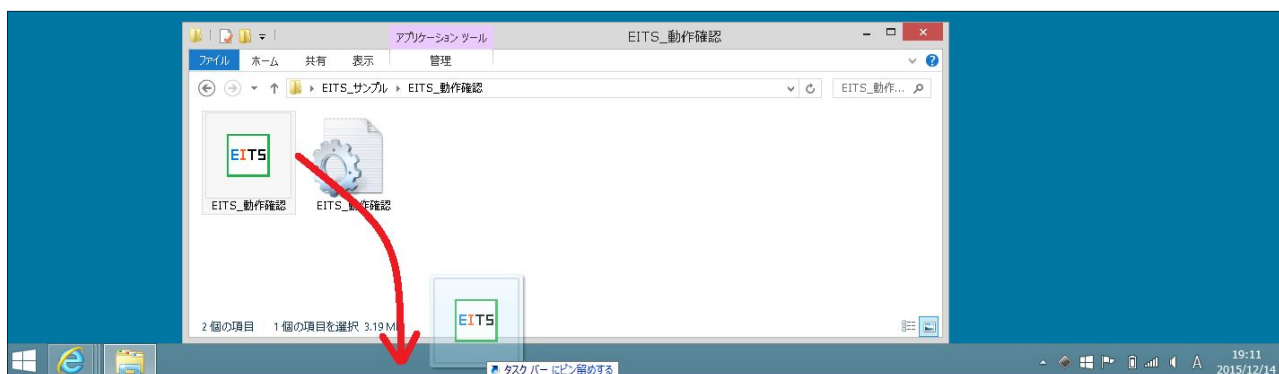 アプリケーション ツール
EITS_動作確認
ファイル ホーム 共有 表示 管理
EITS_サンプル EITS_動作確認
EITS_動作...
EITS
EITS_動作確認 EITS_動作確認
EITS
2 個の項目 1 個の項目を選択 3.19 M
タスク バー にピン留めする
A
19:11
2015/12/14